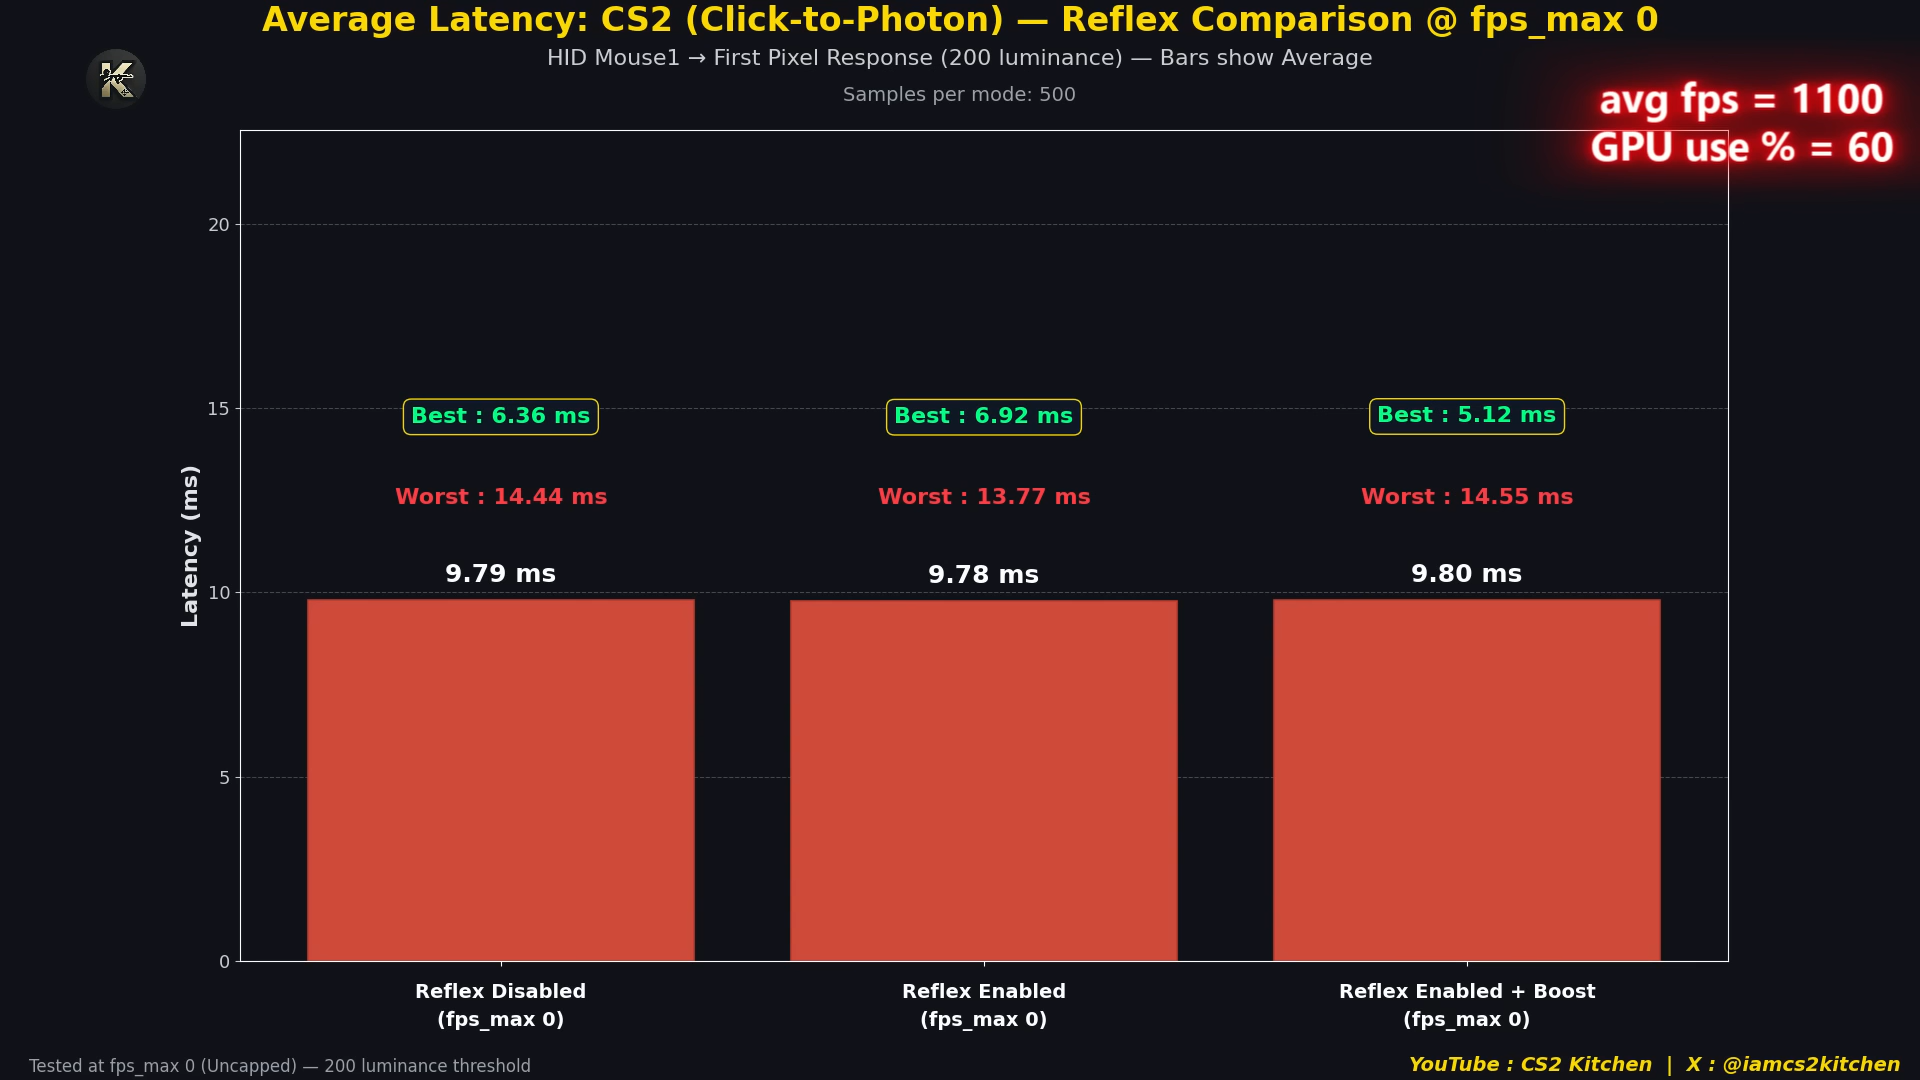 Average Latency: CS2 (Click-to-Photon) — Reflex Comparison @ fps_max 0
HID Mouse1 → First Pixel Response (200 luminance) — Bars show Average
Samples per mode: 500
K
avg fps = 1100
GPU use % = 60
Latency (ms)
20
15
10
5
0
Best : 6.36 ms
Best : 6.92 ms
Best : 5.12 ms
Worst : 14.44 ms
Worst : 13.77 ms
Worst : 14.55 ms
9.79 ms
9.78 ms
9.80 ms
Reflex Disabled
(fps_max 0)
Reflex Enabled
(fps_max 0)
Reflex Enabled + Boost
(fps_max 0)
Tested at fps_max 0 (Uncapped) — 200 luminance threshold
YouTube : CS2 Kitchen | X : @iamcs2kitchen